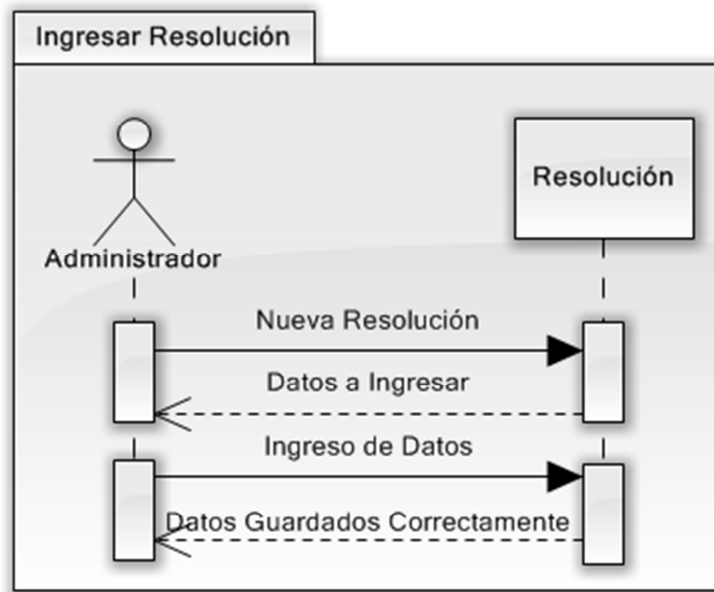 Ingresar Resolución
Resolución
Administrador
Nueva Resolución
Datos a Ingresar
Ingreso de Datos
Datos Guardados Correctamente